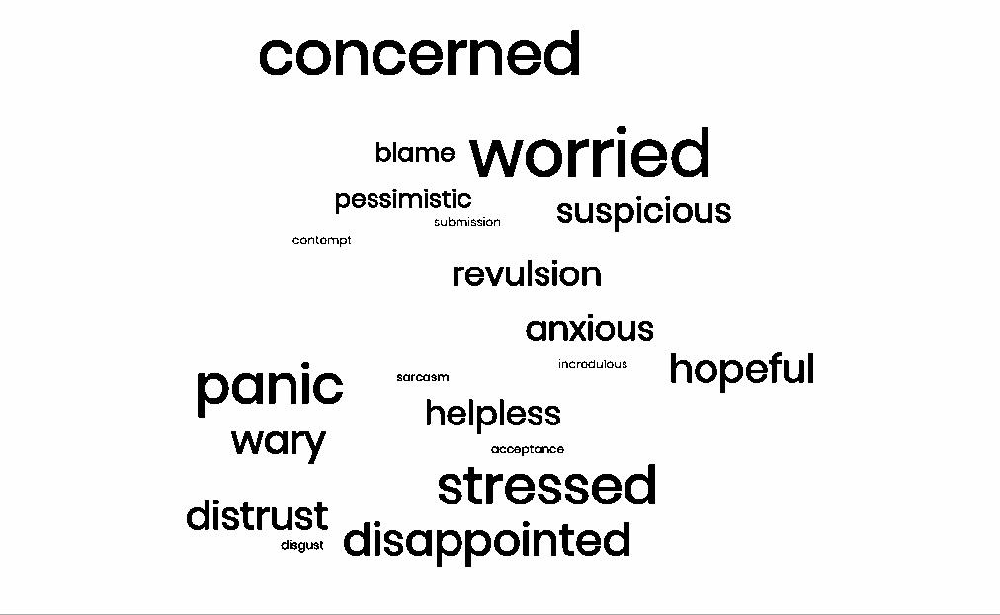 concerned
blame worried
pessimistic
suspicious
submission
contempt
revulsion
anxious
incredulous
hopeful
panic
sarcasm
helpless
wary
acceptance
stressed
distrust
disgust
disappointed